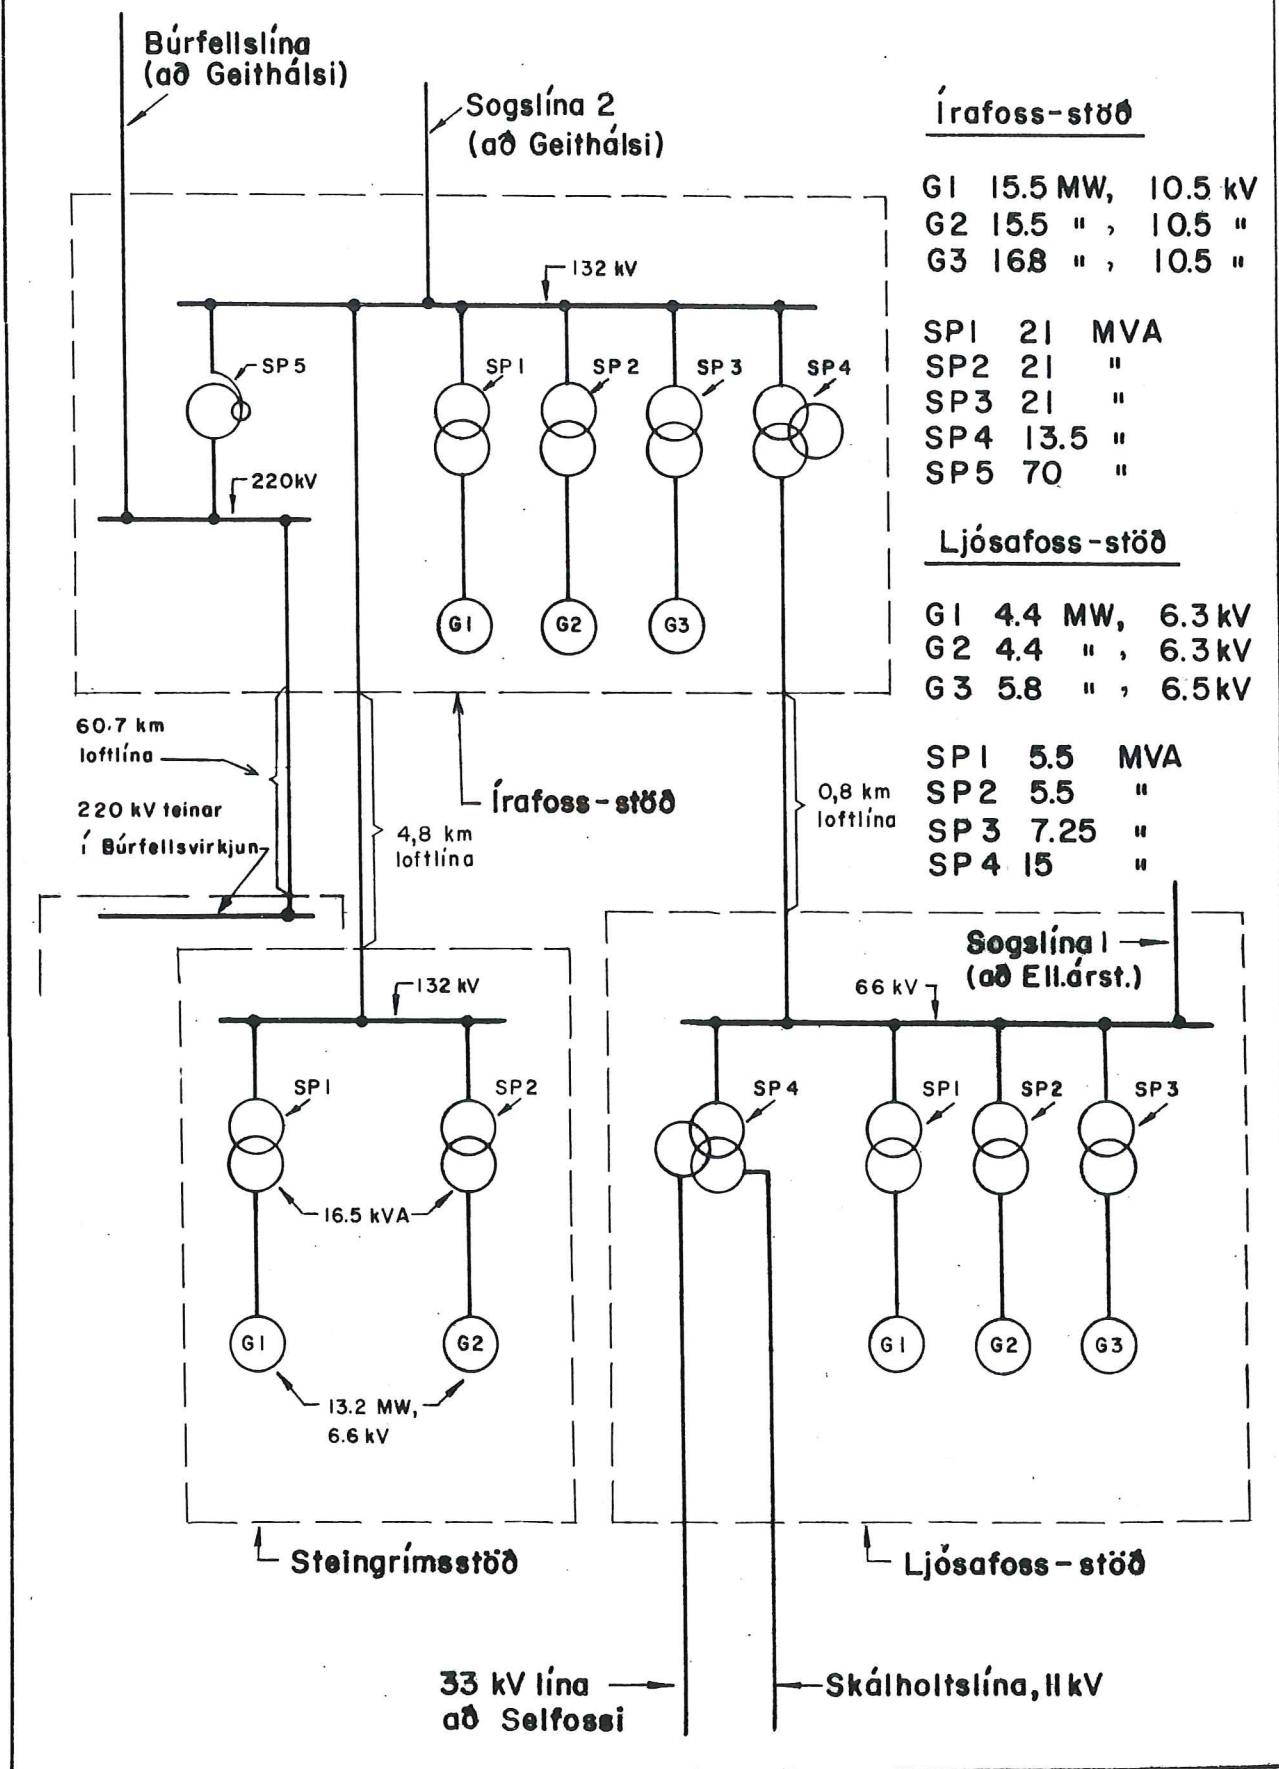 Búrfellslína
(að Geithálsi)
Sogslína 2
(að Geithálsi)
132 kV
SP5
SP1
SP2
SP3
SP4
220kV
G1
G2
G3
60.7 km
loftlína
220 kV teinar
í Búrfellsvirkjun
4,8 km
loftlína
Írafoss-stöð
0,8 km
loftlína
Írafoss-stöð
G1 15.5 MW, 10.5 kV
G2 15.5 " , 10.5 "
G3 16.8 " , 10.5 "
SP1 21 MVA
SP2 21 "
SP3 21 "
SP4 13.5 "
SP5 70 "
Ljósafoss-stöð
G1 4.4 MW, 6.3 kV
G2 4.4 " , 6.3 kV
G3 5.8 " , 6.5 kV
SP1 5.5 MVA
SP2 5.5 "
SP3 7.25 "
SP4 15 "
132 kV
SP1
SP2
16.5 kVA
G1
G2
13.2 MW,
6.6 kV
Steingrímsstöð
Sogslína 1
(að Ell.árst.)
66 kV
SP4
SP1
SP2
SP3
G1
G2
G3
Ljósafoss-stöð
33 kV lína
að Selfossi
Skálholtslína, 11 kV